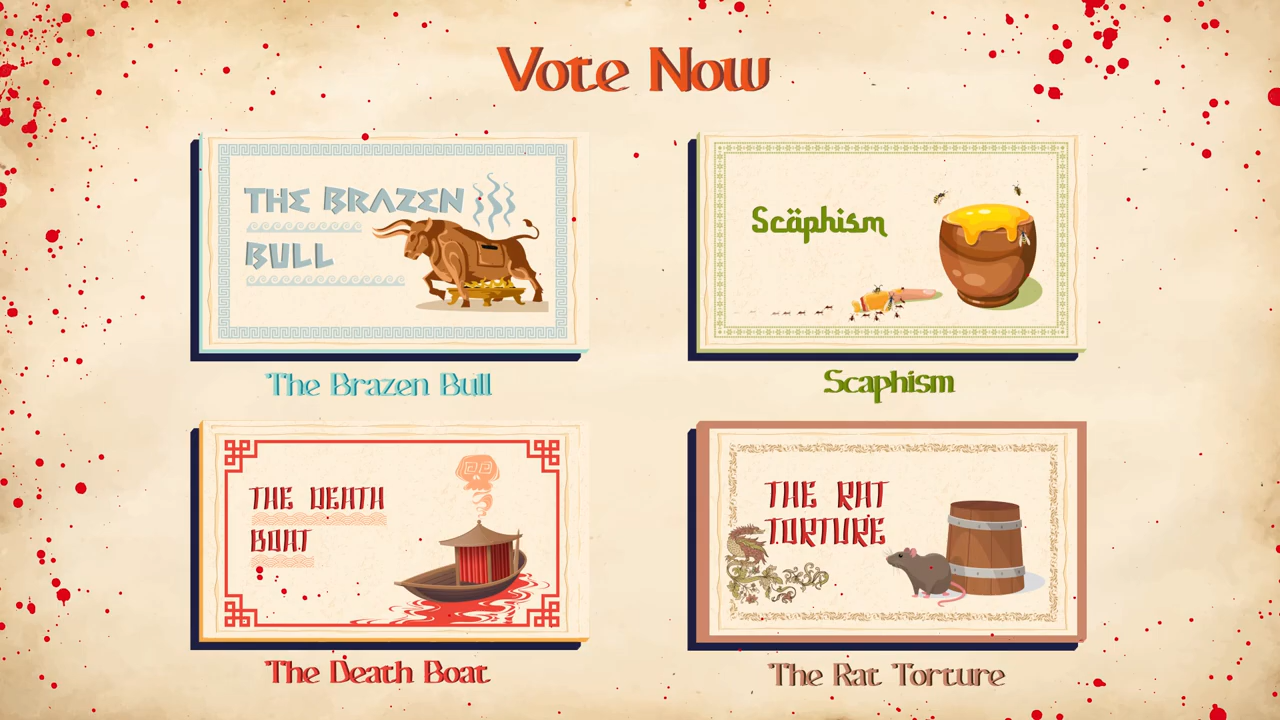 Vote Now
THE BRAZEN
BULL
The Brazen Bull
Scäphism
Scaphism
THE DEATH
BOAT
The Death Boat
THE RAT
TORTURE
The Rat Torture